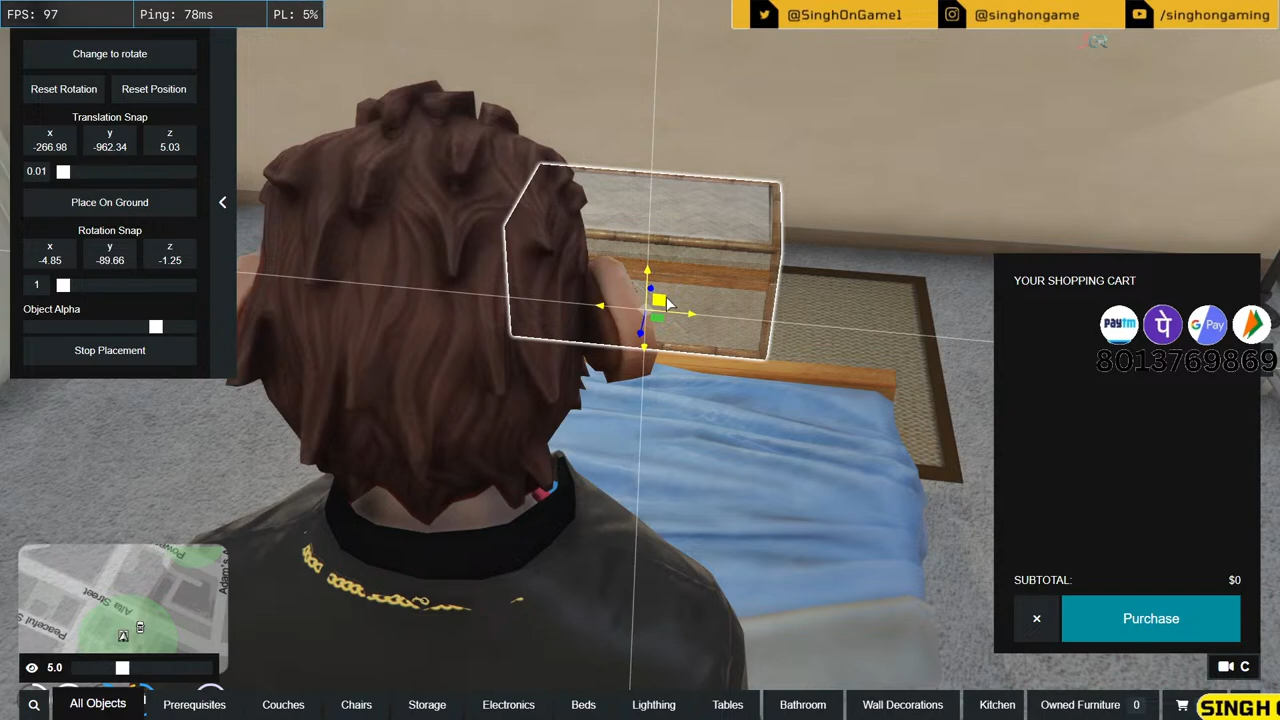 FPS: 97
Ping: 78ms
PL: 5%
@SinghOnGame1
@singhongame
/singhongaming
Change to rotate
Reset Rotation
Reset Position
Translation Snap
x
y
z
-266.98
-962.34
5.03
0.01
Place On Ground
Rotation Snap
x
y
z
-4.85
-89.66
-1.25
1
Object Alpha
Stop Placement
YOUR SHOPPING CART
paytm
पे
G Pay
8013769869
SUBTOTAL:
$0
×
Purchase
Alta Street
Peaceful S
Adam's A
5.0
C
All Objects
Prerequisites
Couches
Chairs
Storage
Electronics
Beds
Lighting
Tables
Bathroom
Wall Decorations
Kitchen
Owned Furniture
0
SINGH